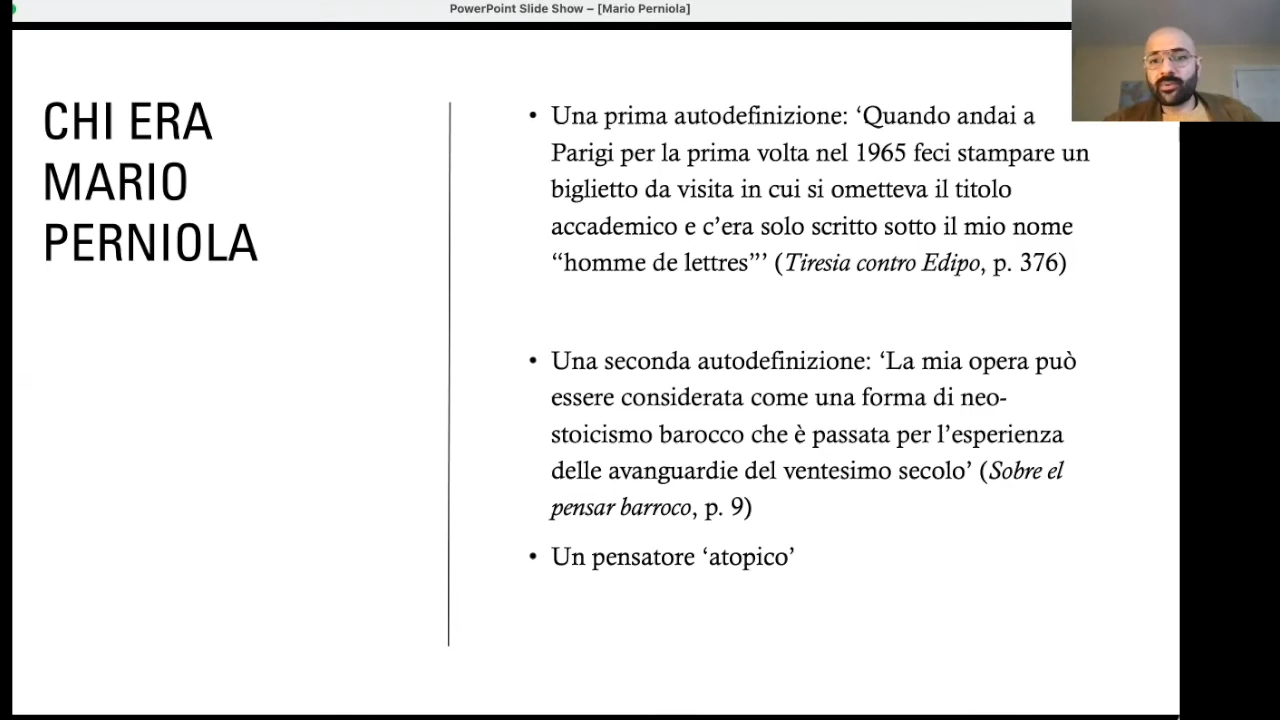 PowerPoint Slide Show – [Mario Perniola]
CHI ERA
MARIO
PERNIOLA
• Una prima autodefinizione: ‘Quando andai a
Parigi per la prima volta nel 1965 feci stampare un
biglietto da visita in cui si ometteva il titolo
accademico e c’era solo scritto sotto il mio nome
“homme de lettres”’ (Tiresia contro Edipo, p. 376)
• Una seconda autodefinizione: ‘La mia opera può
essere considerata come una forma di neo-
stoicismo barocco che è passata per l’esperienza
delle avanguardie del ventesimo secolo’ (Sobre el
pensar barroco, p. 9)
• Un pensatore ‘atopico’